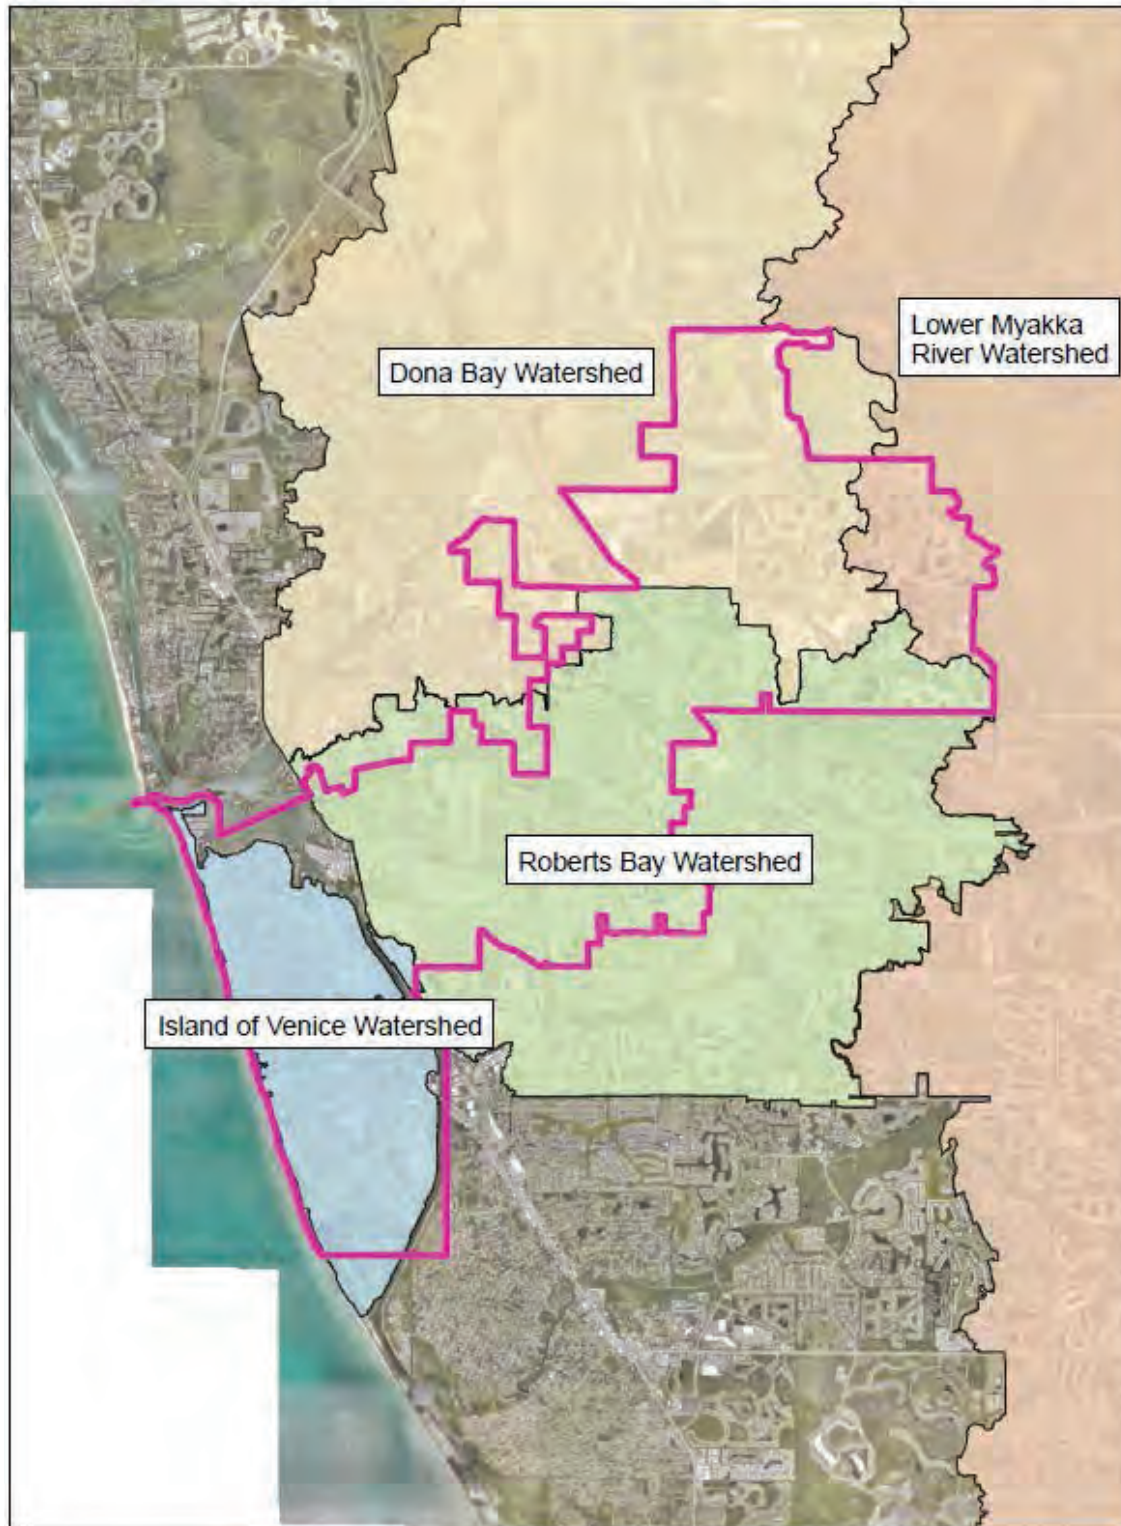 Lower Myakka
River Watershed
Dona Bay Watershed
Roberts Bay Watershed
Island of Venice Watershed